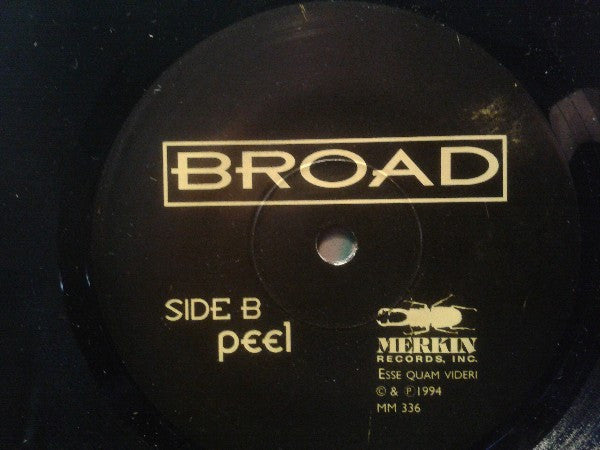 BROAD
SIDE B
peel
MERKIN
RECORDS, INC.
ESSE QUAM VIDERI
© & ℗ 1994
MM 336